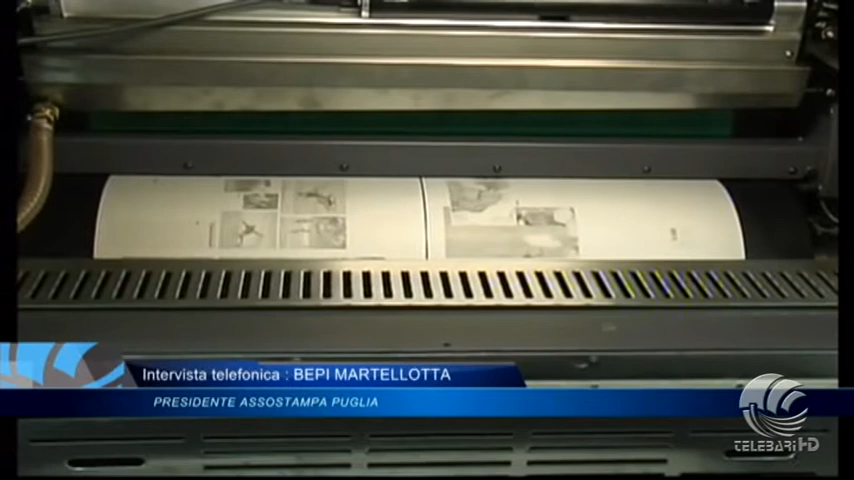 Intervista telefonica : BEPI MARTELLOTTA
PRESIDENTE ASSOSTAMPA PUGLIA
TELEBARI HD